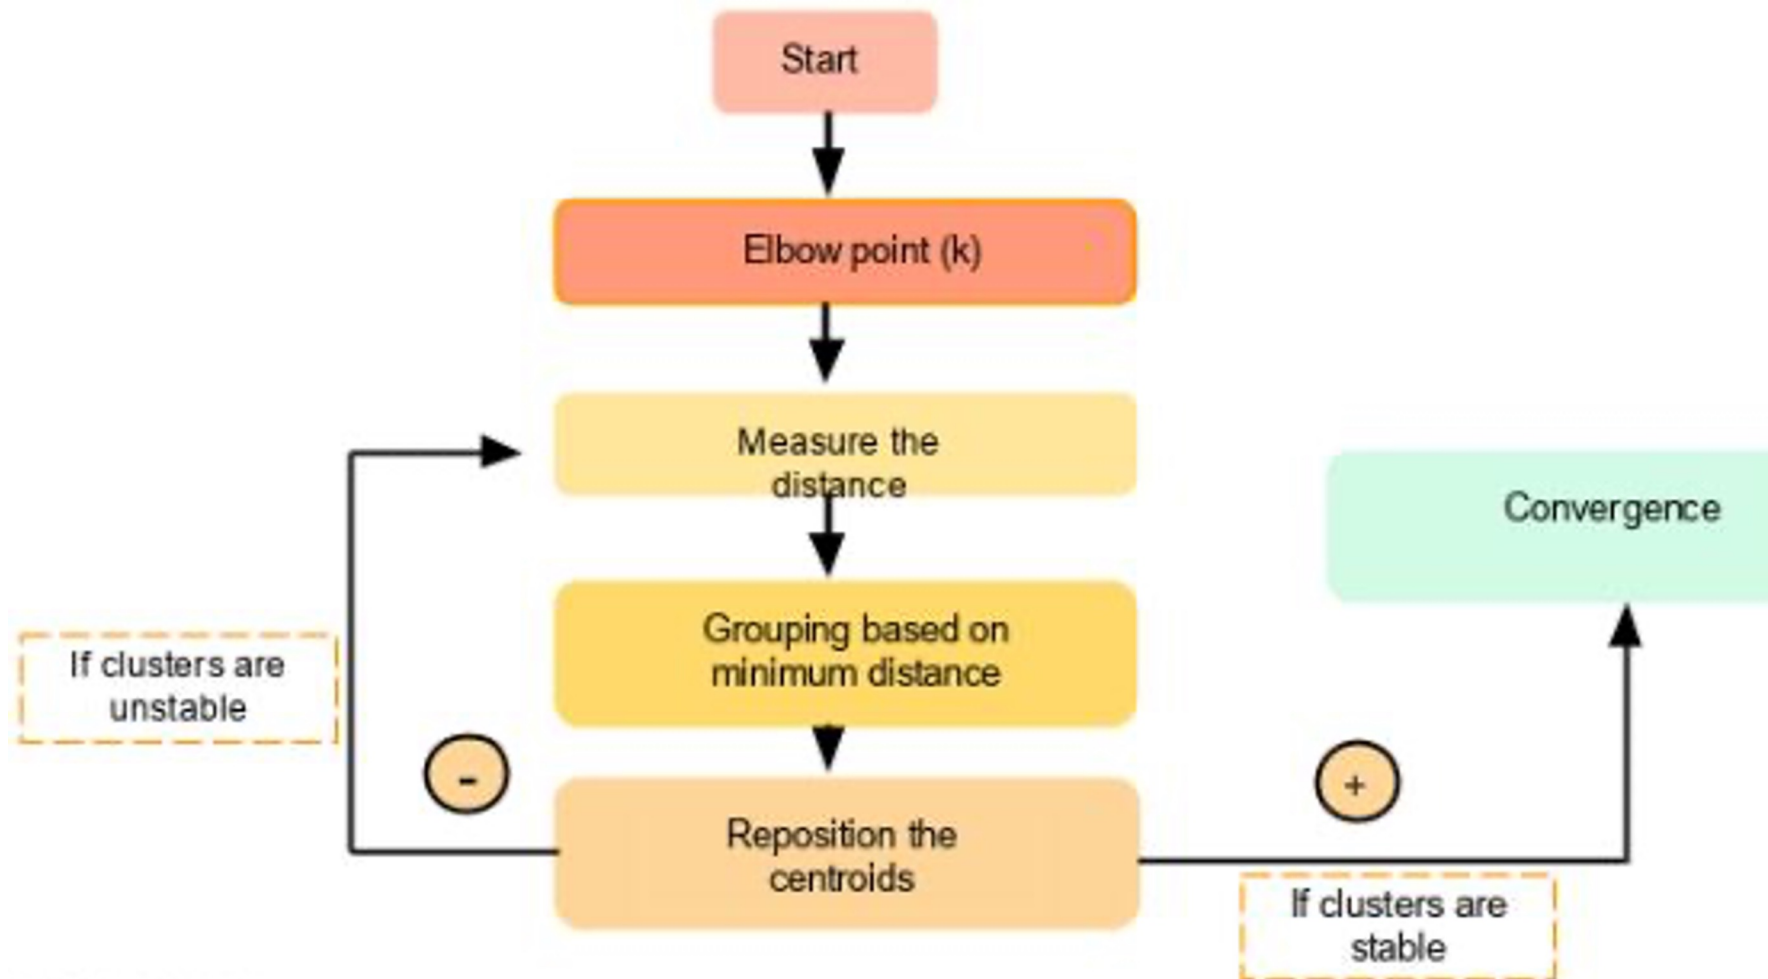 Start
Elbow point (k)
Measure the
distance
Convergence
Grouping based on
minimum distance
If clusters are
unstable
-
+
Reposition the
centroids
If clusters are
stable